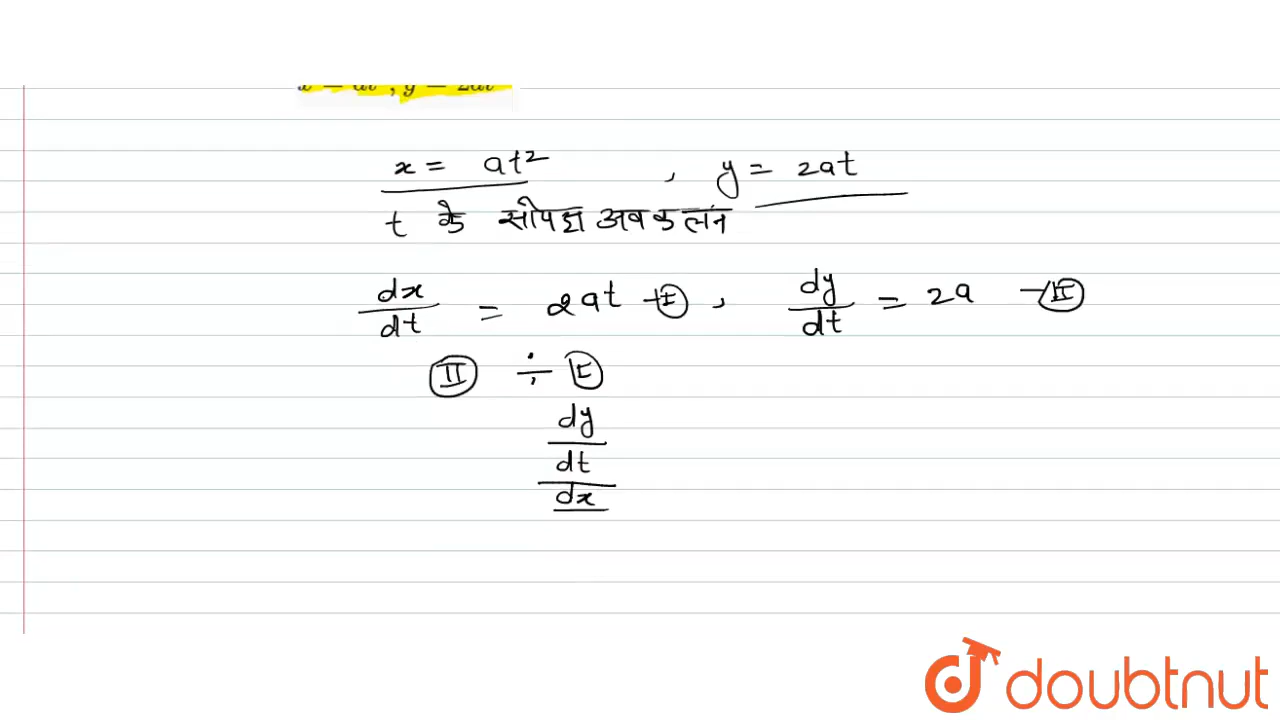 x = at² , y = 2at
t के सापेक्ष अवकलन
dx/dt = 2at -Ⓘ , dy/dt = 2a -Ⓘⓘ
Ⓘⓘ ÷ Ⓘ
dy
dt
dx
doubtnut